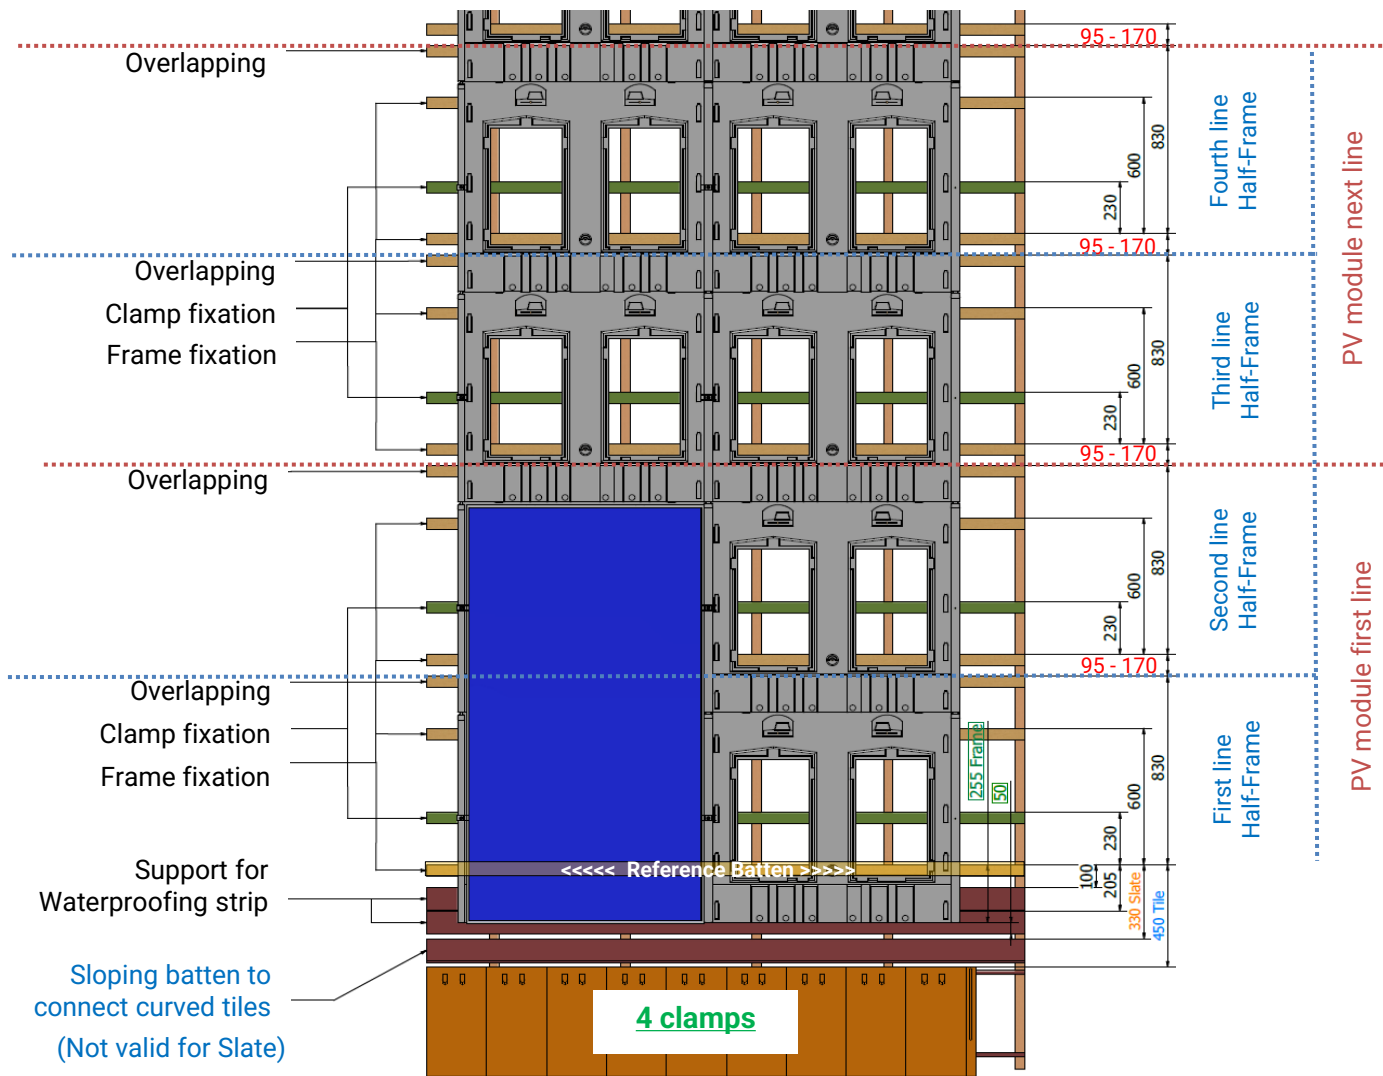 95 - 170
Overlapping
830
600
230
Fourth line
Half-Frame
PV module next line
95 - 170
Overlapping
Clamp fixation
Frame fixation
830
600
230
Third line
Half-Frame
95 - 170
Overlapping
830
600
230
Second line
Half-Frame
PV module first line
95 - 170
Overlapping
Clamp fixation
Frame fixation
255 Frame
50
830
600
230
First line
Half-Frame
<<<<< Reference Batten >>>>>
Support for
Waterproofing strip
100
205
330 Slate
450 Tile
Sloping batten to
connect curved tiles
(Not valid for Slate)
4 clamps